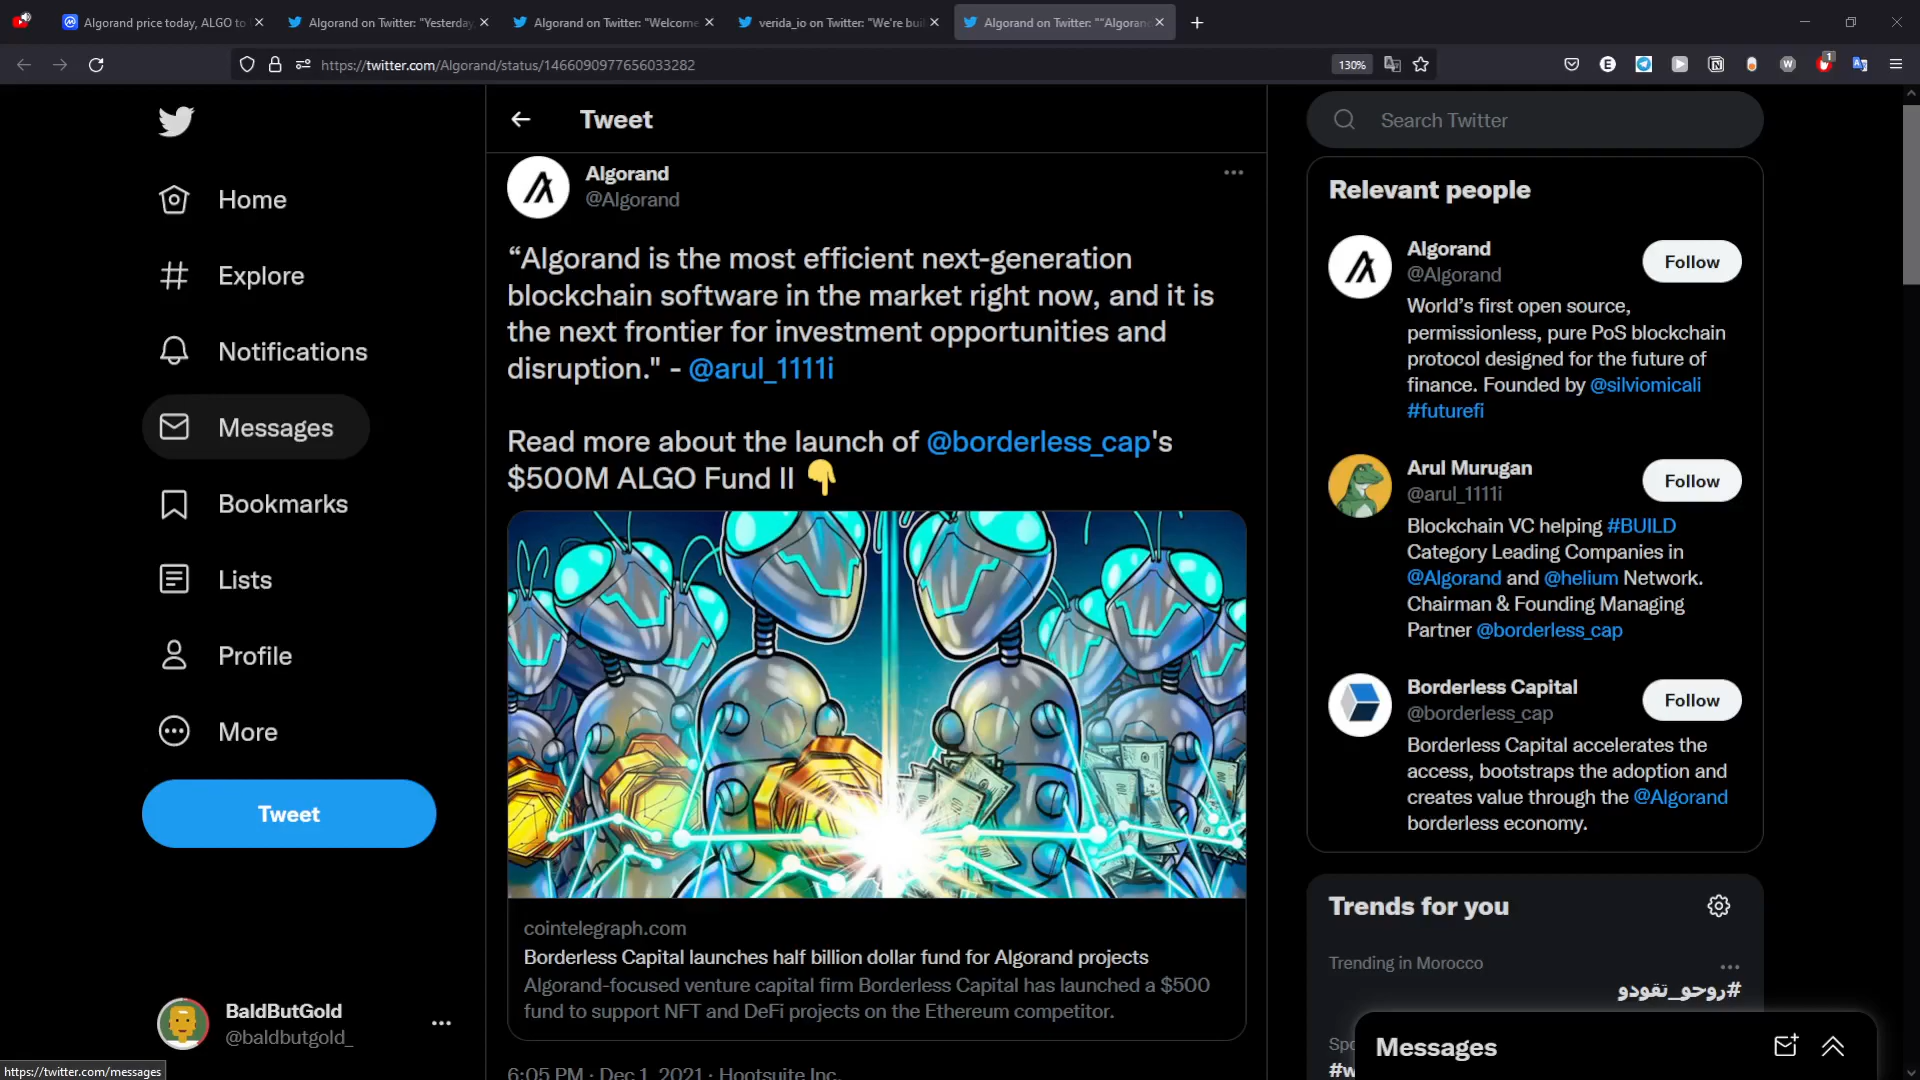 Algorand price today, ALGO to
Algorand on Twitter: "Yesterday
Algorand on Twitter: "Welcome
verida_io on Twitter: "We're bui
Algorand on Twitter: "“Algoran
https://twitter.com/Algorand/status/1466090977656033282
130%
Tweet
Search Twitter
Home
Explore
Notifications
Messages
Bookmarks
Lists
Profile
More
Tweet
BaldButGold
@baldbutgold_
https://twitter.com/messages
Algorand
@Algorand
“Algorand is the most efficient next-generation
blockchain software in the market right now, and it is
the next frontier for investment opportunities and
disruption." - @arul_1111i
Read more about the launch of @borderless_cap's
$500M ALGO Fund II
cointelegraph.com
Borderless Capital launches half billion dollar fund for Algorand projects
Algorand-focused venture capital firm Borderless Capital has launched a $500
fund to support NFT and DeFi projects on the Ethereum competitor.
6:05 PM · Dec 1, 2021 · Hootsuite Inc.
Relevant people
Algorand
@Algorand
Follow
World’s first open source,
permissionless, pure PoS blockchain
protocol designed for the future of
finance. Founded by @silviomicali
#futurefi
Arul Murugan
@arul_1111i
Follow
Blockchain VC helping #BUILD
Category Leading Companies in
@Algorand and @helium Network.
Chairman & Founding Managing
Partner @borderless_cap
Borderless Capital
@borderless_cap
Follow
Borderless Capital accelerates the
access, bootstraps the adoption and
creates value through the @Algorand
borderless economy.
Trends for you
Trending in Morocco
#روحو_تقودو
Spo
#w
Messages